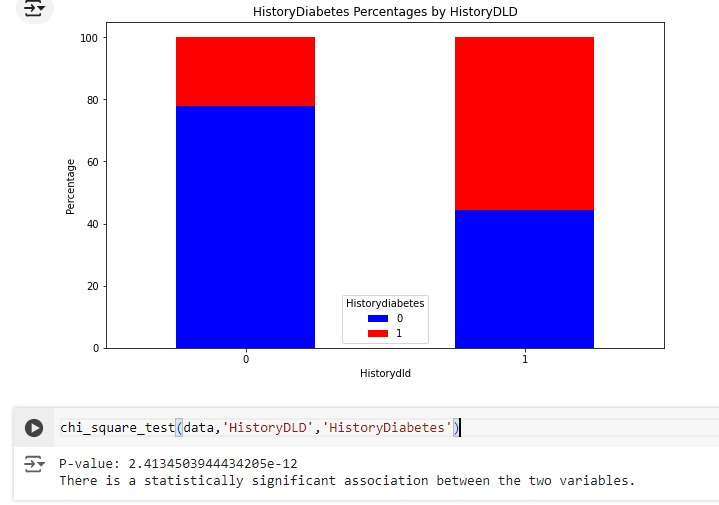 HistoryDiabetes Percentages by HistoryDLD
100
80
60
40
20
0
Percentage
Historydiabetes
0
1
0
1
Historydld
chi_square_test(data,'HistoryDLD','HistoryDiabetes')
P-value: 2.4134503944434205e-12
There is a statistically significant association between the two variables.